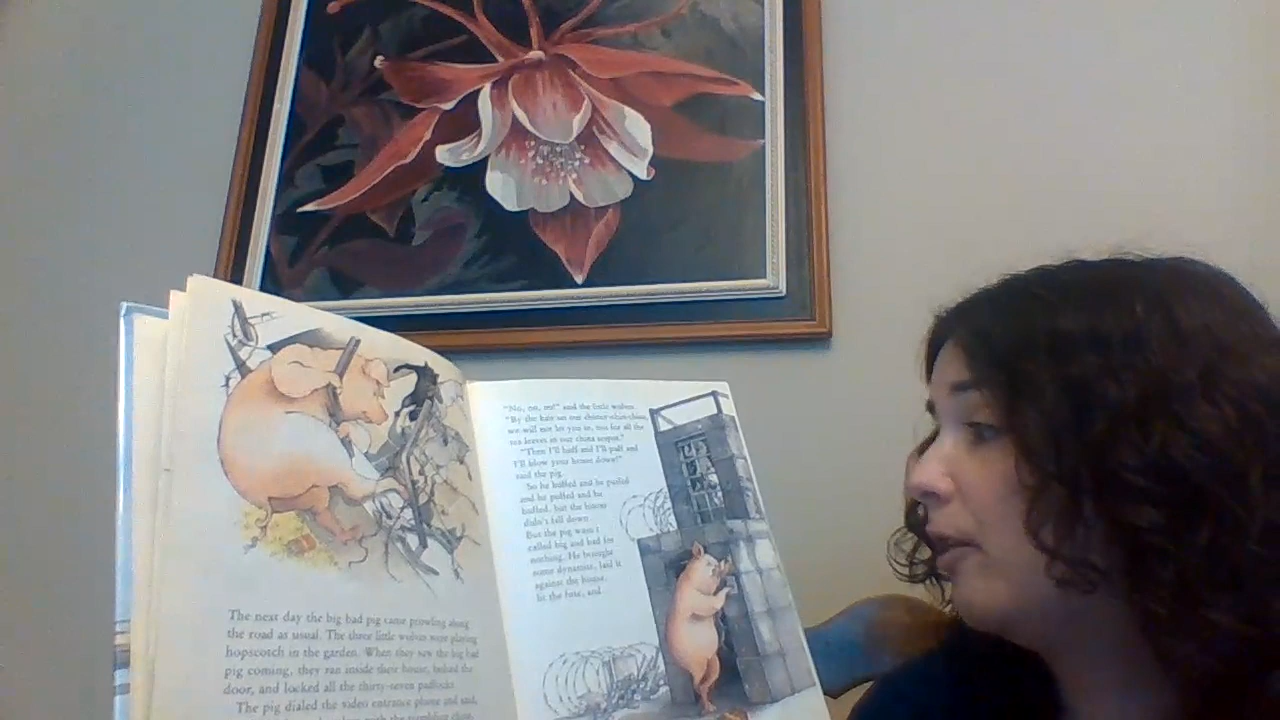 The next day the big bad pig came prowling along
the road as usual. The three little wolves were playing
hopscotch in the garden. When they saw the big bad
pig coming, they ran inside their house, bolted the
door, and locked all the thirty-seven padlocks.
The pig dialed the video entrance phone and said,
"No, no, no!" said the little wolves.
"By the hair on our chinny-chin-chins,
we will not let you in, not for all the
tea leaves in our china teapot."
"Then I'll huff and I'll puff and
I'll blow your house down!"
said the pig.
So he huffed and he puffed
and he puffed and he
huffed, but the house
didn't fall down.
But the pig wasn't
called big and bad for
nothing. He brought
some dynamite, laid it
against the house,
lit the fuse, and